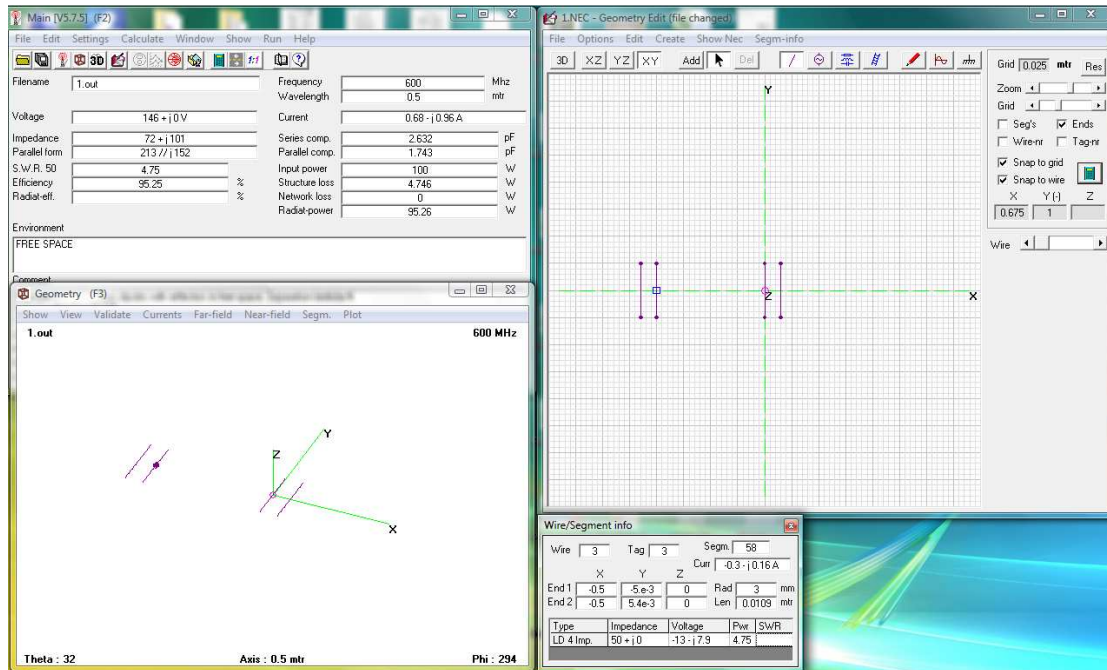 Main [V5.7.5] (F2)
File Edit Settings Calculate Window Show Run Help
3D 1:1
Filename 1.out Frequency 600 Mhz
Wavelength 0.5 mtr
Voltage 146 + j 0 V Current 0.68 - j 0.96 A
Impedance 72 + j 101 Series comp. 2.632 pF
Parallel form 213 // j 152 Parallel comp. 1.743 pF
S.W.R. 50 4.75 Input power 100 W
Efficiency 95.25 % Structure loss 4.746 W
Radiat-eff. % Network loss 0 W
Radiat-power 95.26 W
Environment
FREE SPACE
Comment
Geometry (F3)
Show View Validate Currents Far-field Near-field Segm. Plot
1.out 600 MHz
Y
Z
X
Theta : 32 Axis : 0.5 mtr Phi : 294
1.NEC - Geometry Edit (file changed)
File Options Edit Create Show Nec Segm-info
3D XZ YZ XY Add Del
Y
Z X
Grid 0.025 mtr Res
Zoom
Grid
Seg's Ends
Wire-nr Tag-nr
Snap to grid
Snap to wire
X Y (-) Z
0.675 1
Wire
Wire/Segment info
Wire 3 Tag 3 Segm. 58
Curr -0.3 - j 0.16 A
X Y Z
End 1 -0.5 -5.e-3 0 Rad 3 mm
End 2 -0.5 5.4e-3 0 Len 0.0109 mtr
Type Impedance Voltage Pwr SWR
LD 4 Imp. 50 + j 0 -13 - j 7.9 4.75